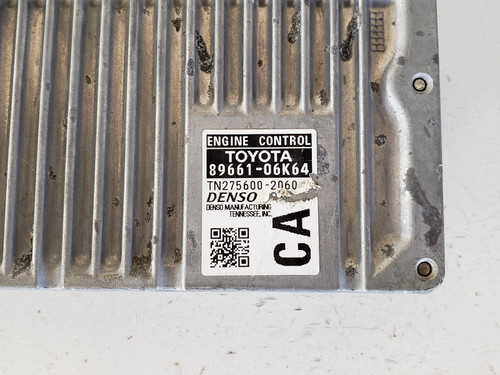 ENGINE CONTROL
TOYOTA
89661-06K64
TN275600-2060
DENSO
DENSO MANUFACTURING
TENNESSEE, INC.
CA